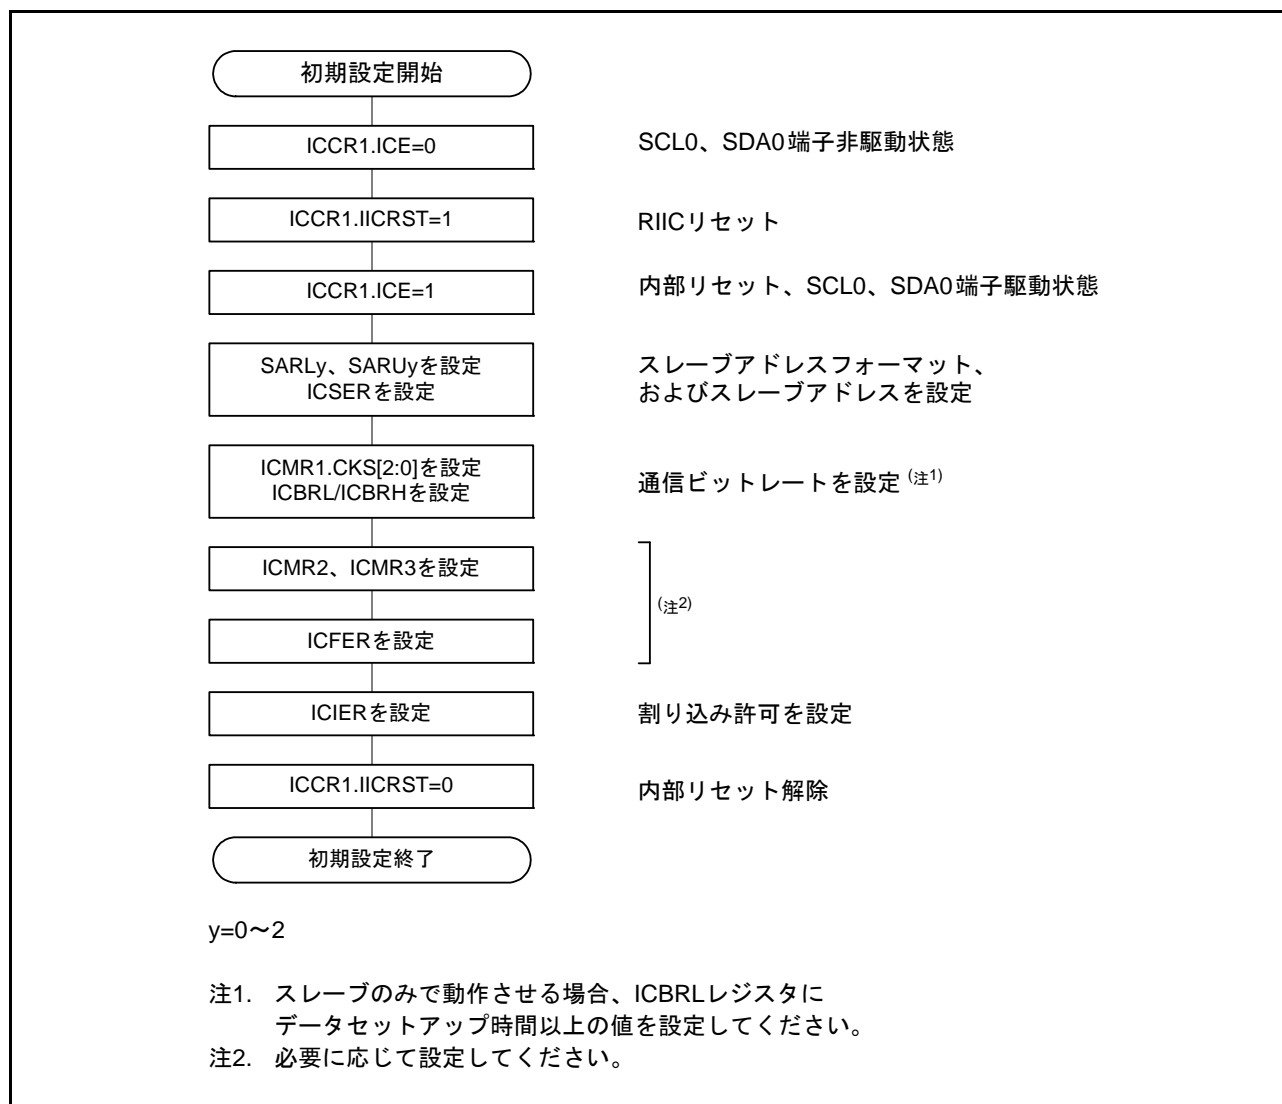 初期設定開始
ICCR1.ICE=0
SCL0、SDA0端子非駆動状態
ICCR1.IICRST=1
RIICリセット
ICCR1.ICE=1
内部リセット、SCL0、SDA0端子駆動状態
SARLy、SARUyを設定
ICSERを設定
スレーブアドレスフォーマット、
およびスレーブアドレスを設定
ICMR1.CKS[2:0]を設定
ICBRL/ICBRHを設定
通信ビットレートを設定 (注1)
ICMR2、ICMR3を設定
(注2)
ICFERを設定
ICIERを設定
割り込み許可を設定
ICCR1.IICRST=0
内部リセット解除
初期設定終了
y=0〜2
注1. スレーブのみで動作させる場合、ICBRLレジスタに
データセットアップ時間以上の値を設定してください。
注2. 必要に応じて設定してください。